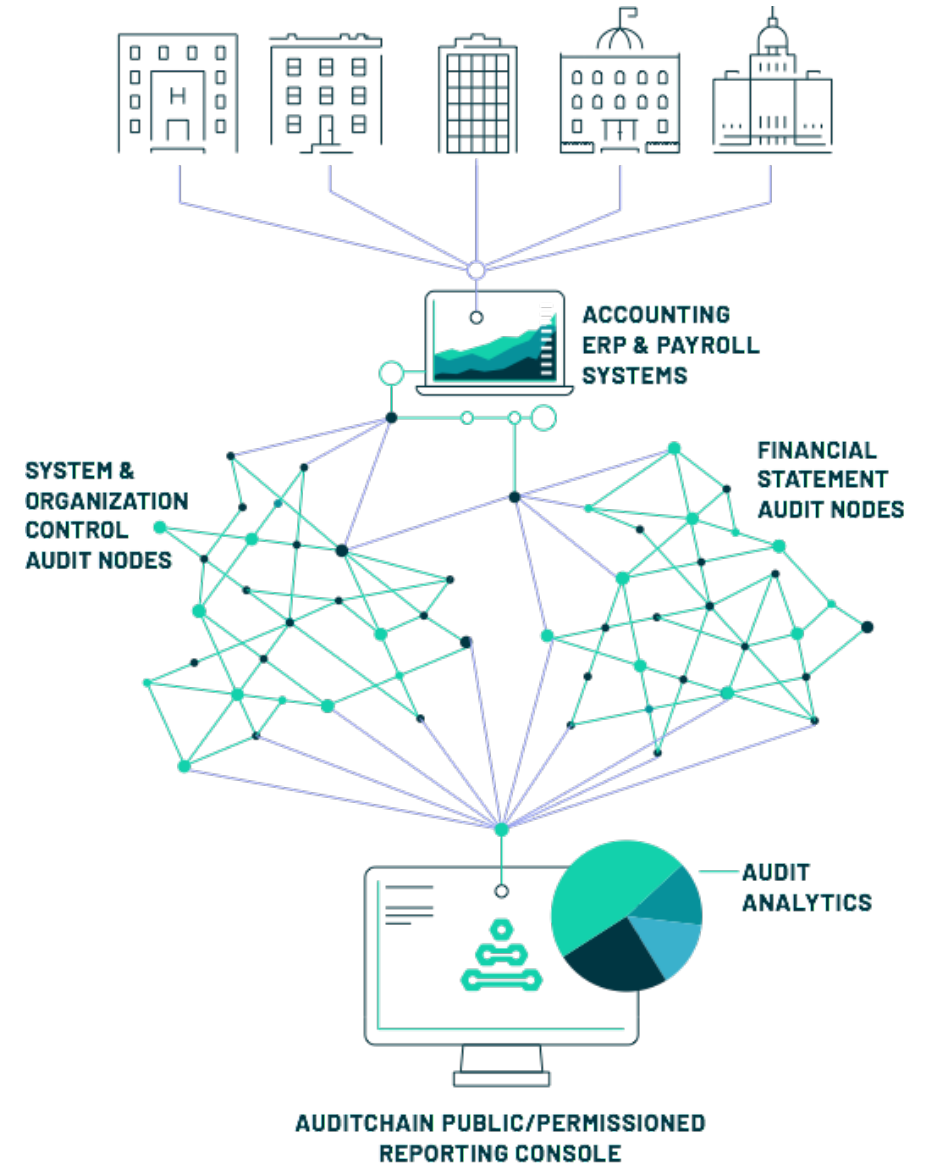 H
ACCOUNTING
ERP & PAYROLL
SYSTEMS
SYSTEM &
ORGANIZATION
CONTROL
AUDIT NODES
FINANCIAL
STATEMENT
AUDIT NODES
AUDIT
ANALYTICS
AUDITCHAIN PUBLIC/PERMISSIONED
REPORTING CONSOLE